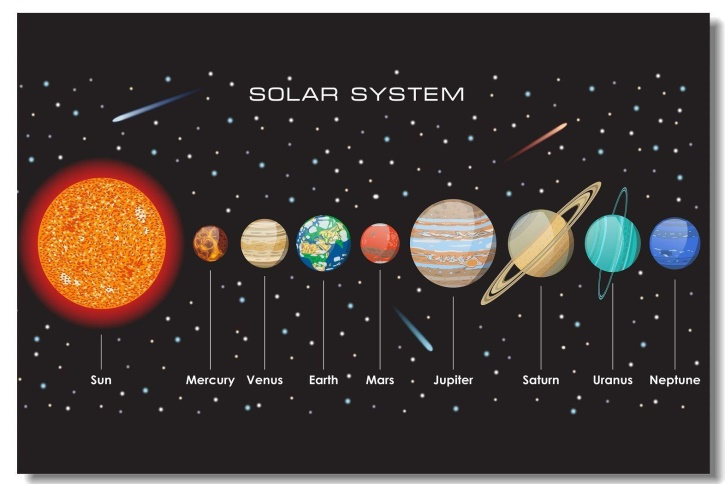 SOLAR SYSTEM
Sun Mercury Venus Earth Mars Jupiter Saturn Uranus Neptune